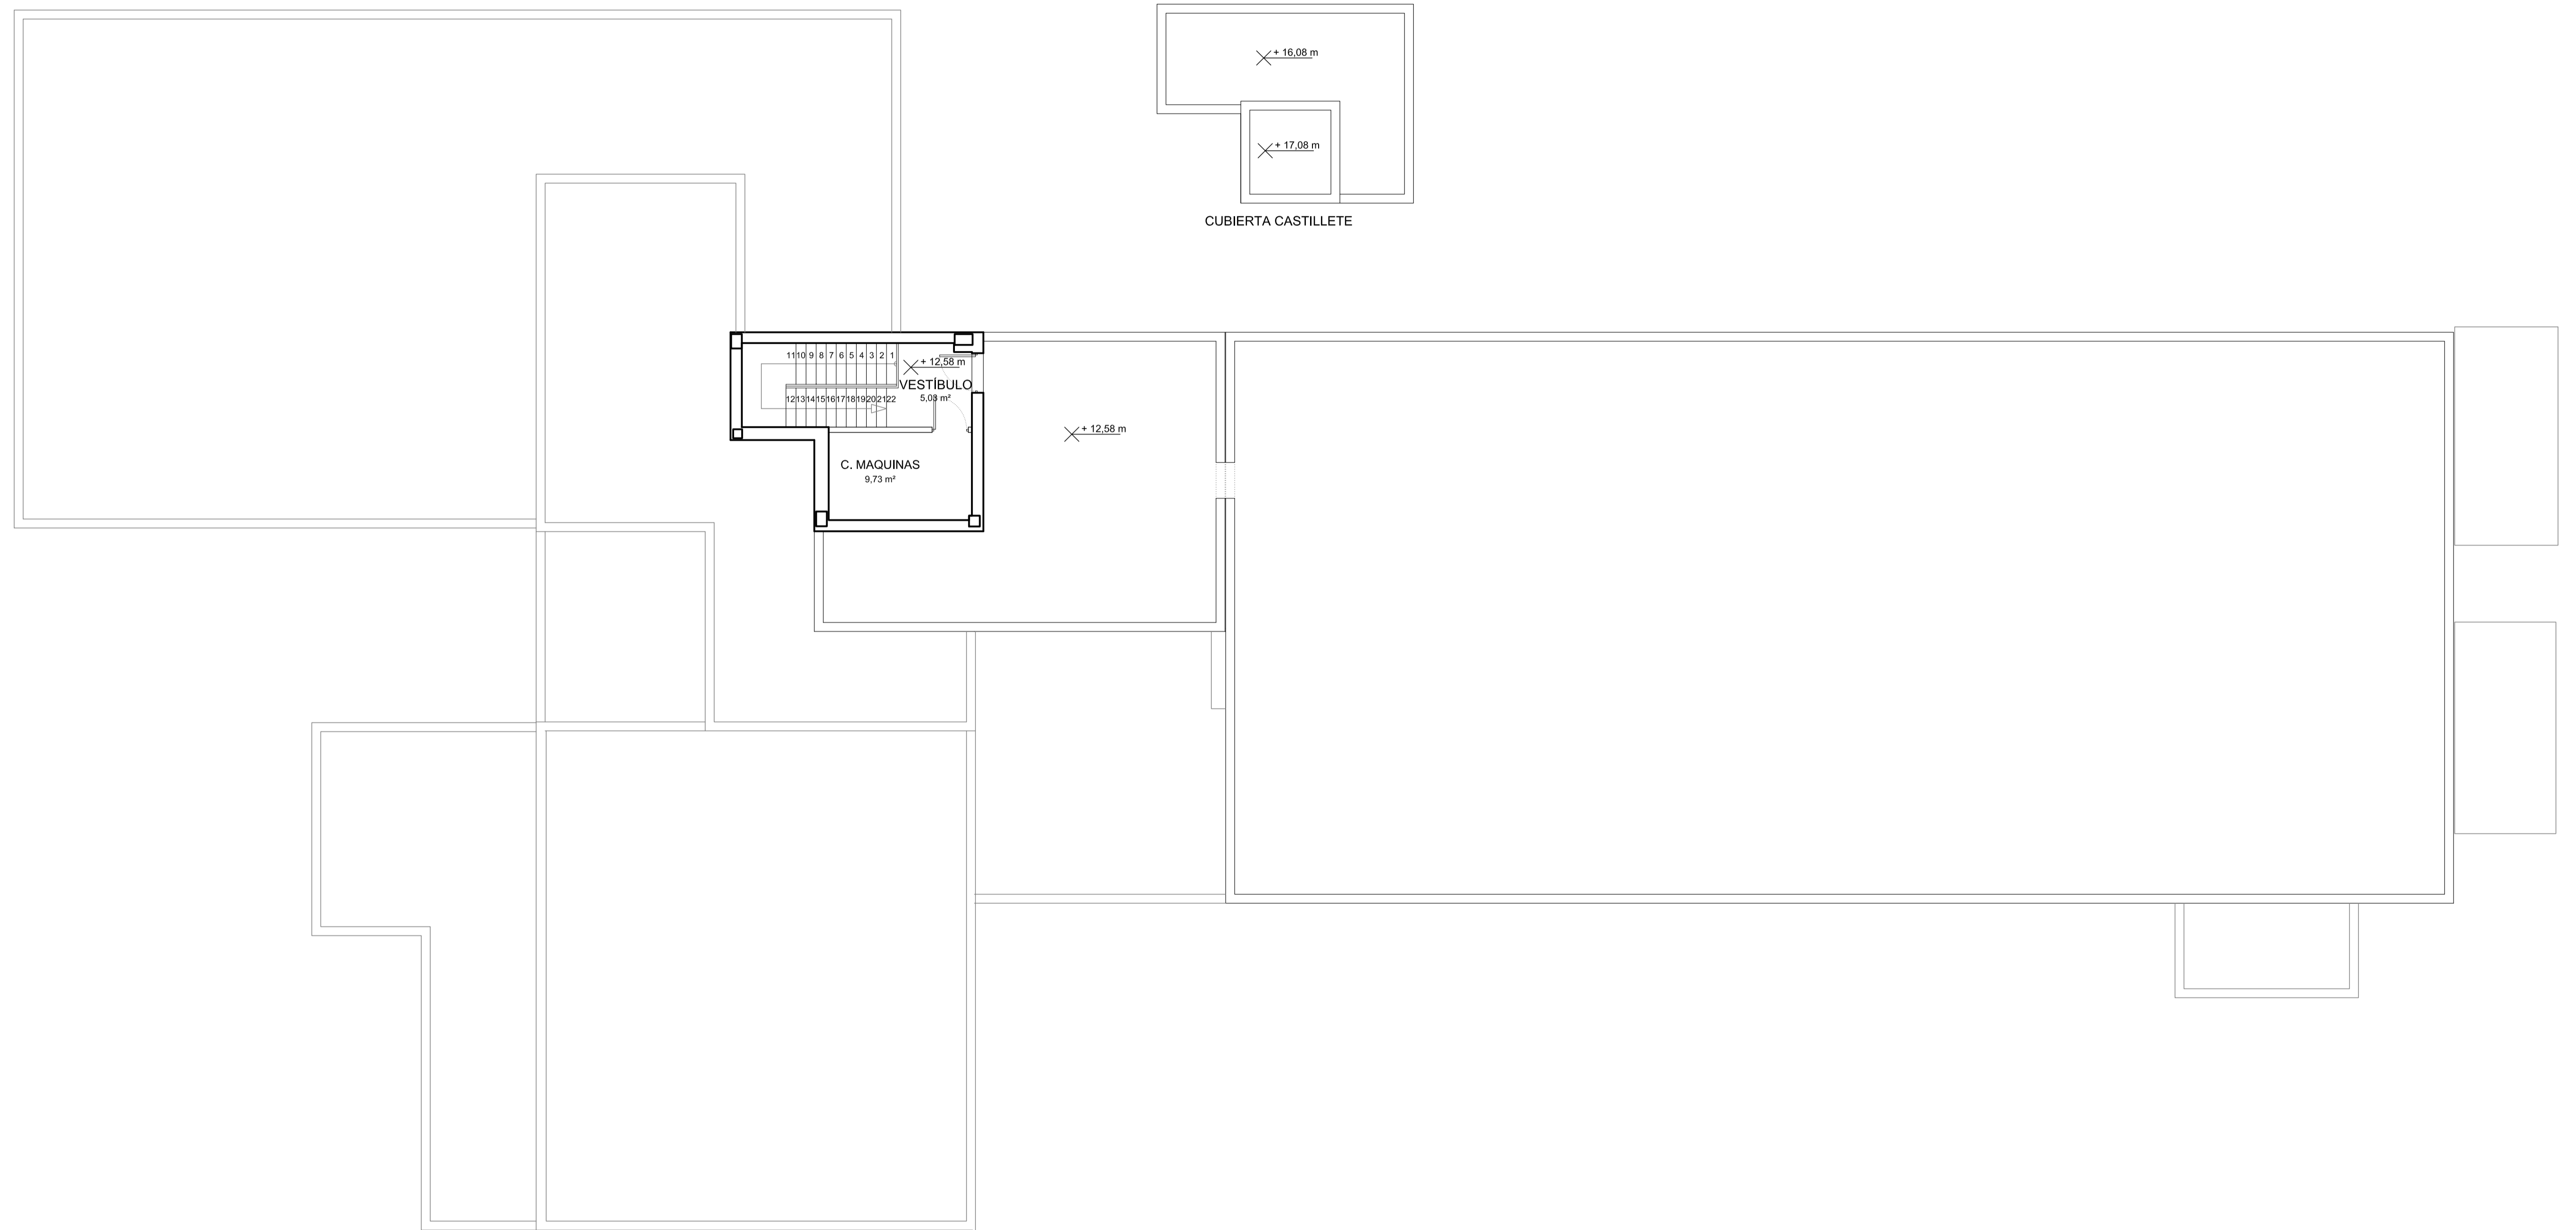 + 16,08 m
+ 17,08 m
CUBIERTA CASTILLETE
11 10 9 8 7 6 5 4 3 2 1
+ 12,58 m
VESTÍBULO
5,03 m²
12 13 14 15 16 17 18 19 20 21 22
+ 12,58 m
C. MAQUINAS
9,73 m²